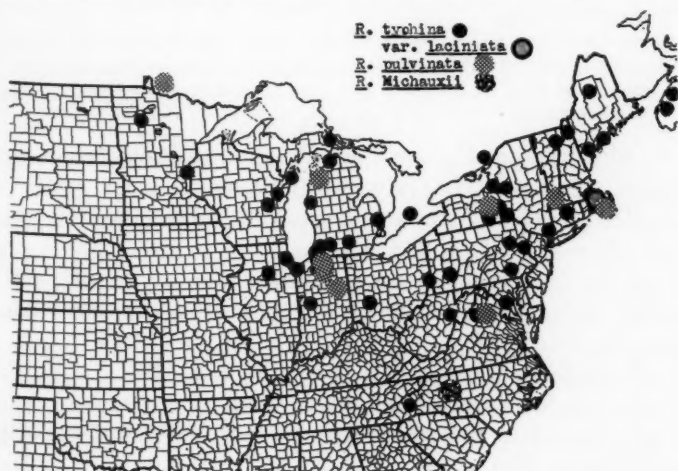 R. typhina
var. laciniata
R. pulvinata
R. Michauxii